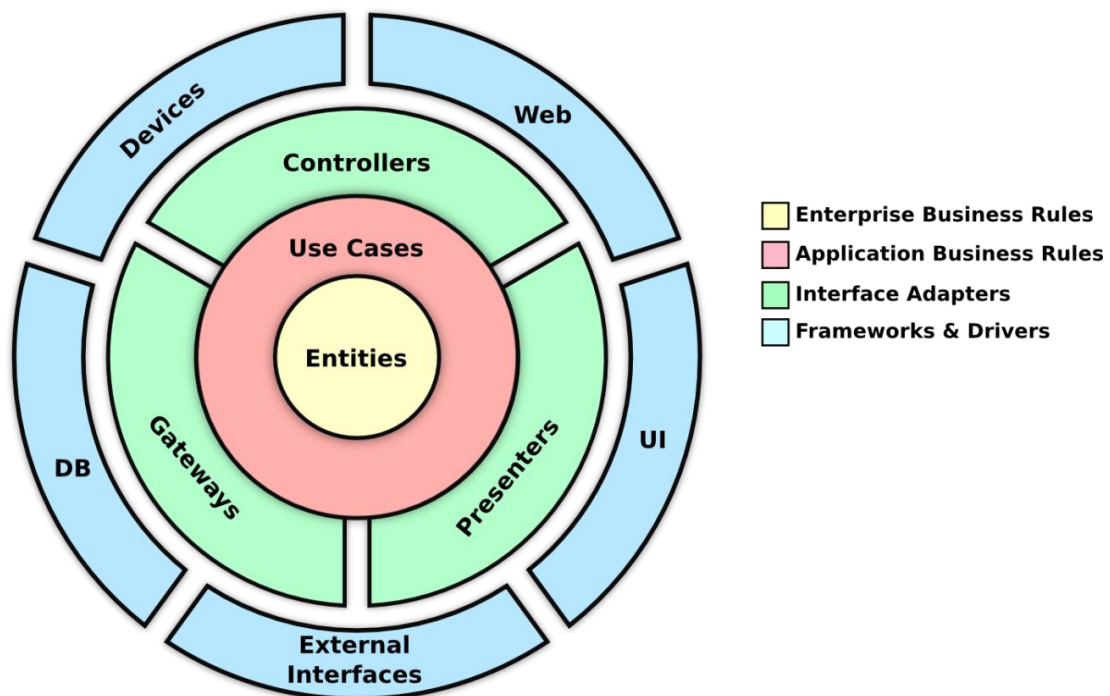 Devices
Web
Controllers
Use Cases
Entities
Gateways
Presenters
DB
UI
External
Interfaces
Enterprise Business Rules
Application Business Rules
Interface Adapters
Frameworks & Drivers